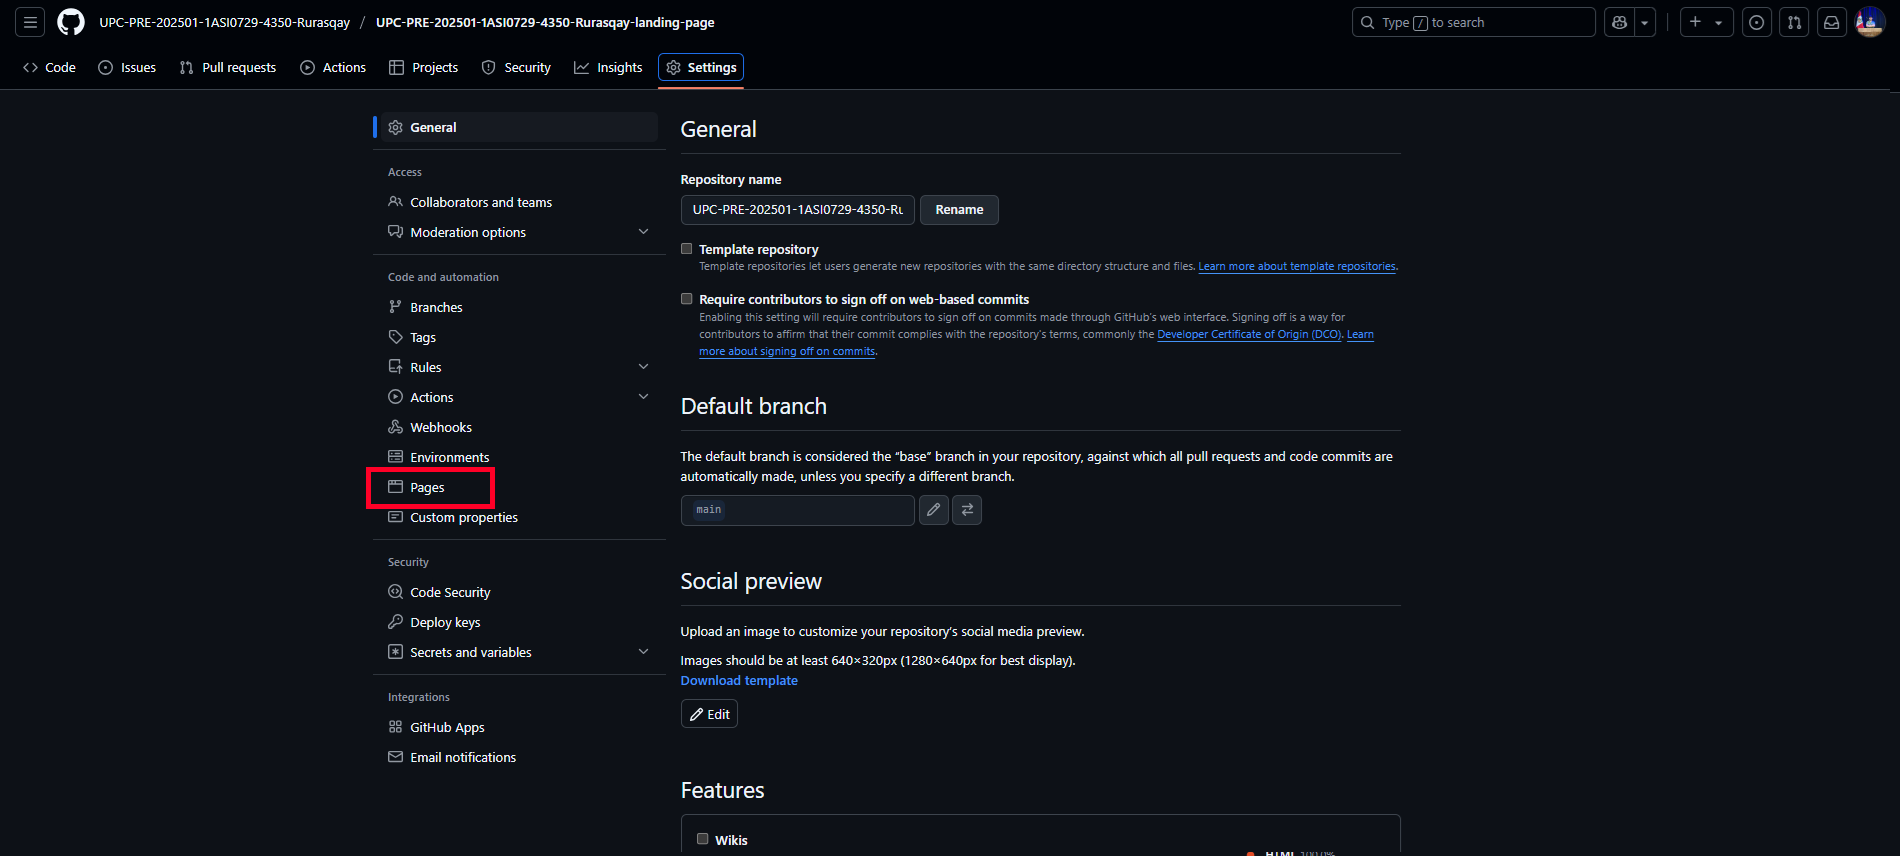 UPC-PRE-202501-1ASI0729-4350-Rurasqay / UPC-PRE-202501-1ASI0729-4350-Rurasqay-landing-page
Type / to search
Code
Issues
Pull requests
Actions
Projects
Security
Insights
Settings
General
Access
Collaborators and teams
Moderation options
Code and automation
Branches
Tags
Rules
Actions
Webhooks
Environments
Pages
Custom properties
Security
Code Security
Deploy keys
Secrets and variables
Integrations
GitHub Apps
Email notifications
General
Repository name
UPC-PRE-202501-1ASI0729-4350-Ru
Rename
Template repository
Template repositories let users generate new repositories with the same directory structure and files. Learn more about template repositories.
Require contributors to sign off on web-based commits
Enabling this setting will require contributors to sign off on commits made through GitHub's web interface. Signing off is a way for
contributors to affirm that their commit complies with the repository's terms, commonly the Developer Certificate of Origin (DCO). Learn
more about signing off on commits.
Default branch
The default branch is considered the “base” branch in your repository, against which all pull requests and code commits are
automatically made, unless you specify a different branch.
main
Social preview
Upload an image to customize your repository's social media preview.
Images should be at least 640×320px (1280×640px for best display).
Download template
Edit
Features
Wikis
HTML 100.0%